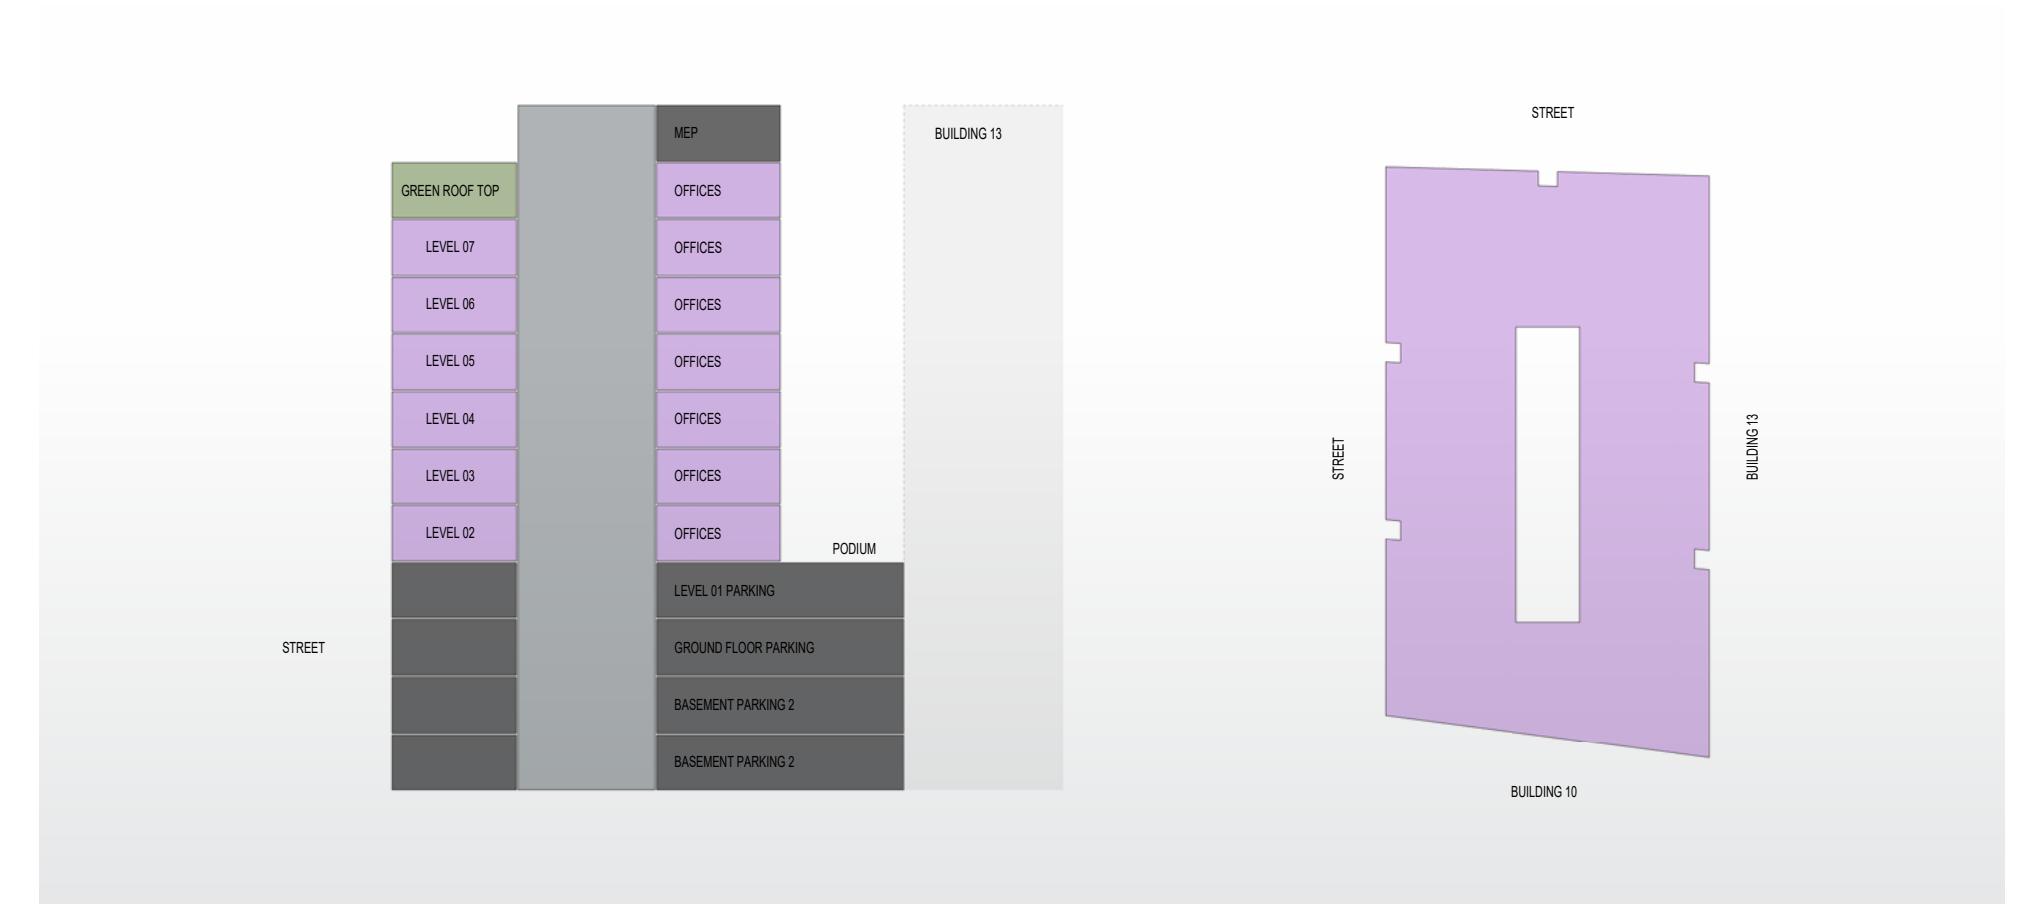 MEP
BUILDING 13
GREEN ROOF TOP
OFFICES
LEVEL 07
OFFICES
LEVEL 06
OFFICES
LEVEL 05
OFFICES
LEVEL 04
OFFICES
LEVEL 03
OFFICES
LEVEL 02
OFFICES
PODIUM
LEVEL 01 PARKING
STREET
GROUND FLOOR PARKING
BASEMENT PARKING 2
BASEMENT PARKING 2
STREET
STREET
BUILDING 13
BUILDING 10